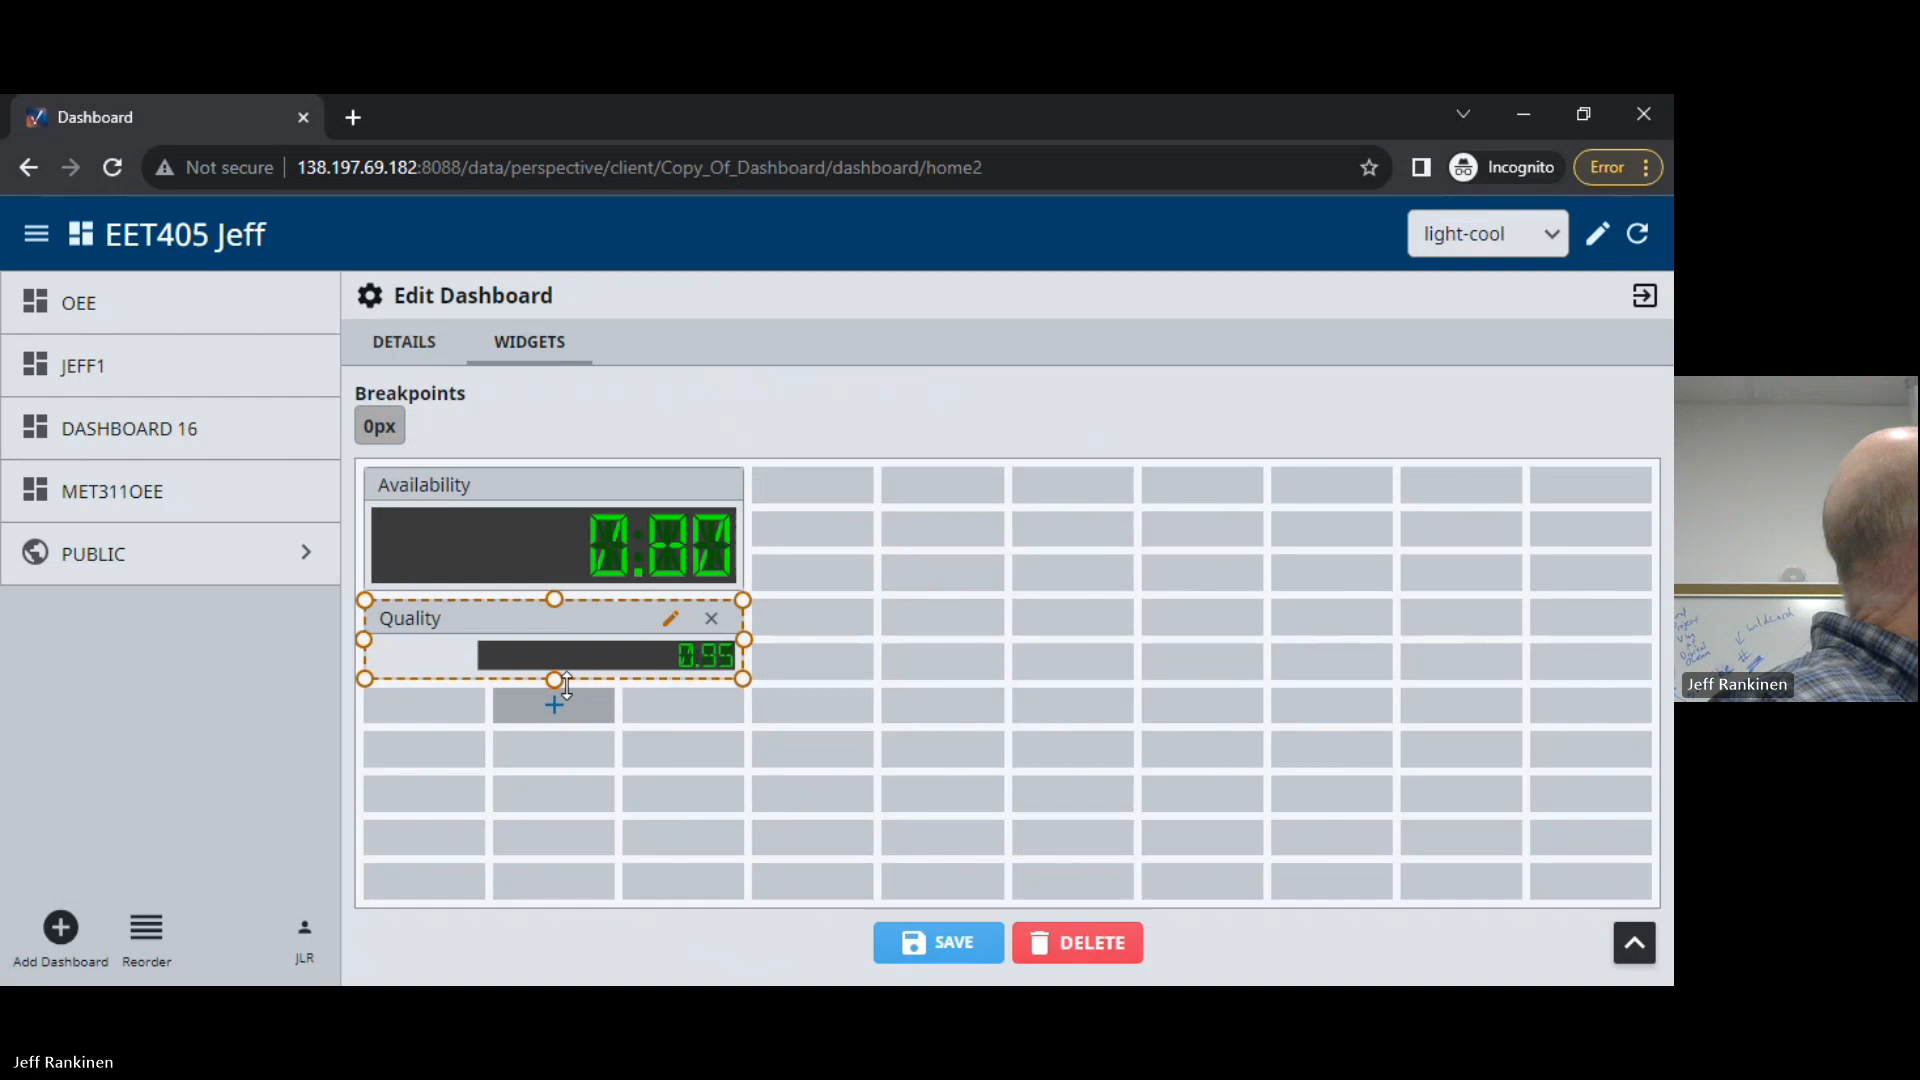 Dashboard
Not secure
138.197.69.182:8088/data/perspective/client/Copy_Of_Dashboard/dashboard/home2
Incognito
Error
EET405 Jeff
light-cool
OEE
JEFF1
DASHBOARD 16
MET311OEE
PUBLIC
Edit Dashboard
DETAILS
WIDGETS
Breakpoints
0px
Availability
Quality
0.95
wildcard
#
Jeff Rankinen
SAVE
DELETE
Add Dashboard
Reorder
JLR
Jeff Rankinen